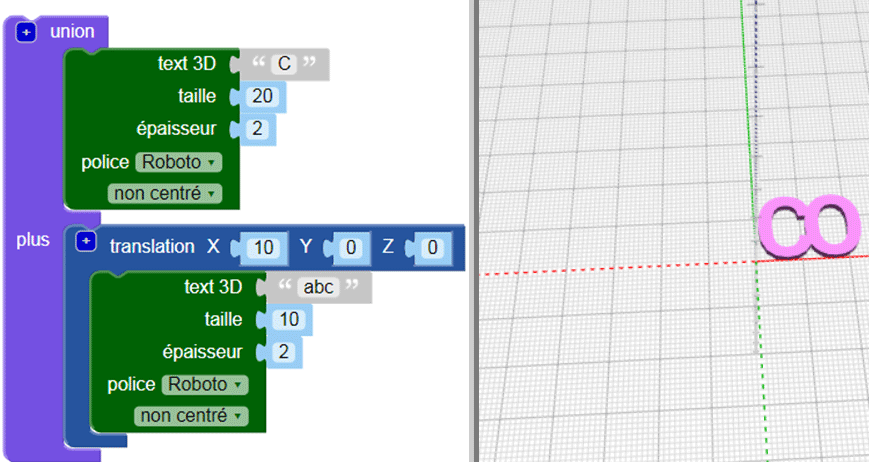 + union
text 3D “ C ”
taille 20
épaisseur 2
police Roboto ▾
non centré ▾
plus + translation X 10 Y 0 Z 0
text 3D “ abc ”
taille 10
épaisseur 2
police Roboto ▾
non centré ▾
CO